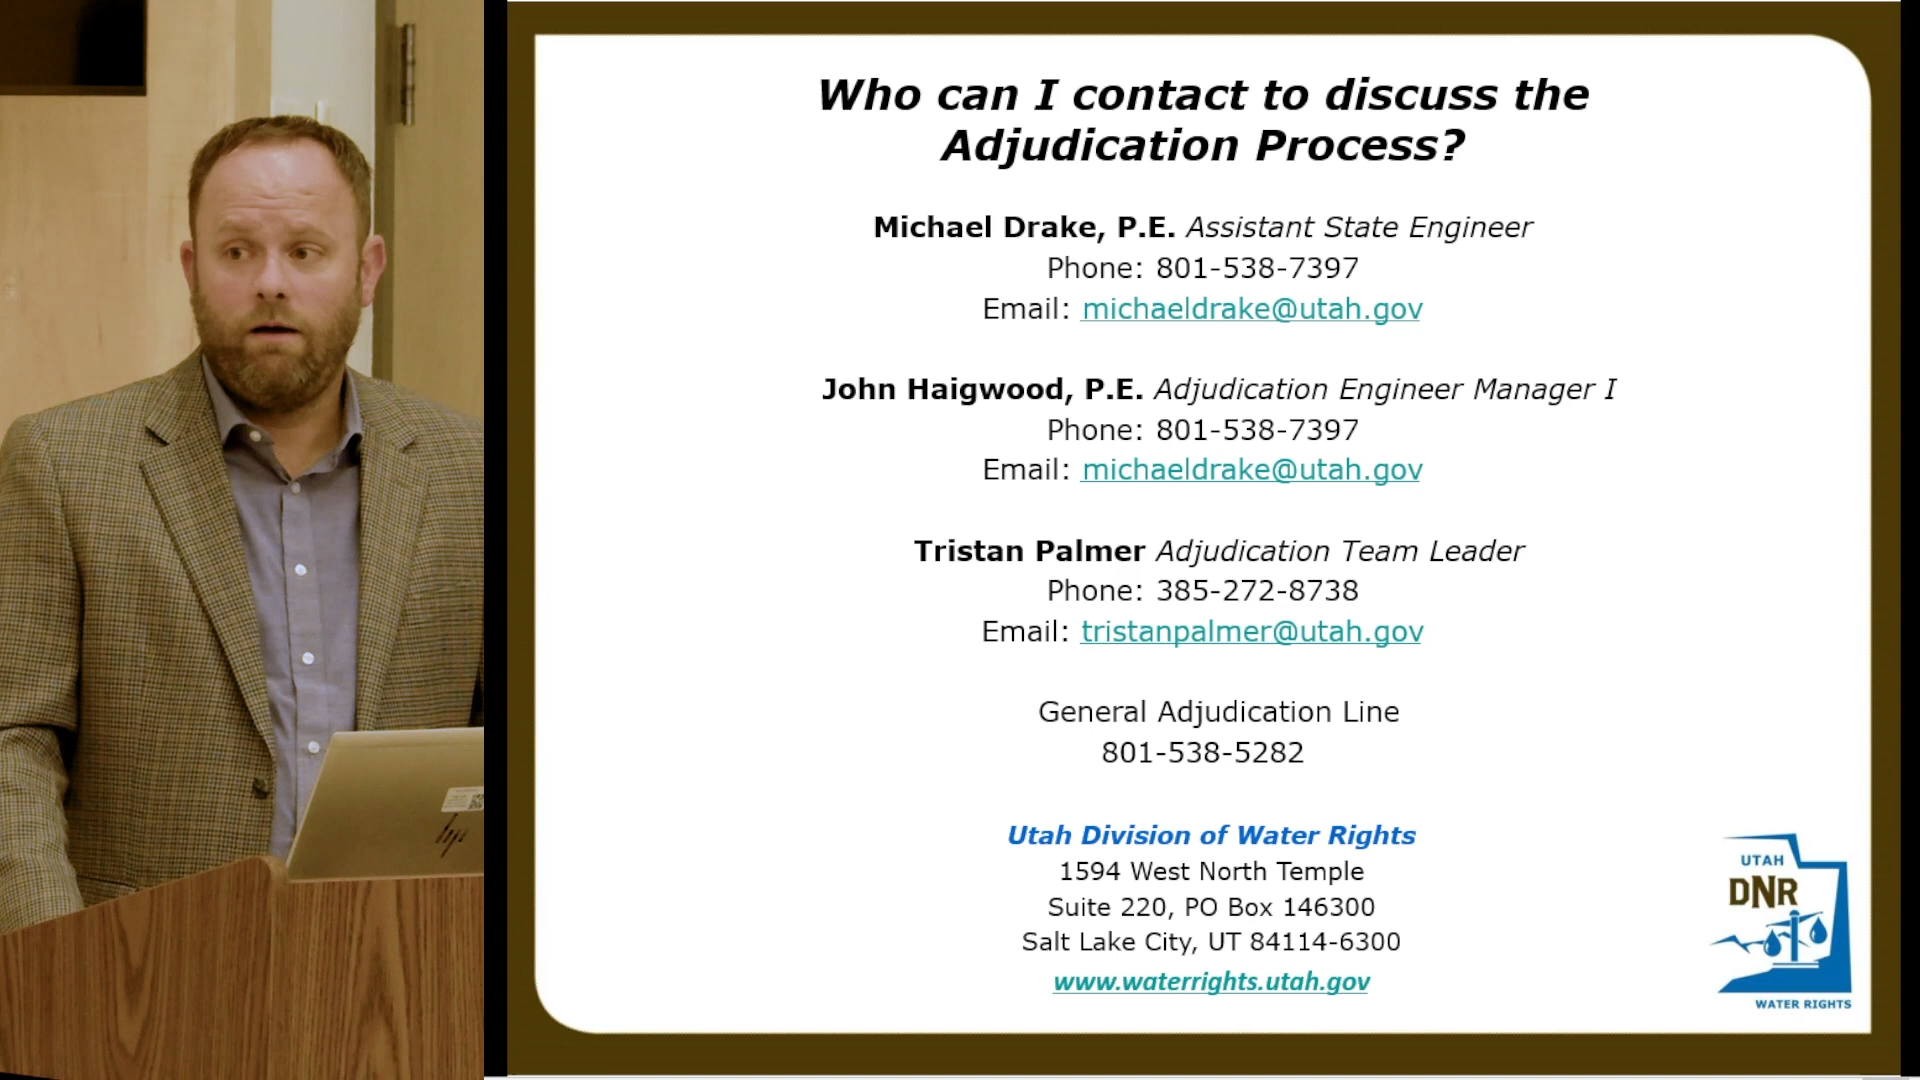 Who can I contact to discuss the
Adjudication Process?
Michael Drake, P.E. Assistant State Engineer
Phone: 801-538-7397
Email: michaeldrake@utah.gov
John Haigwood, P.E. Adjudication Engineer Manager I
Phone: 801-538-7397
Email: michaeldrake@utah.gov
Tristan Palmer Adjudication Team Leader
Phone: 385-272-8738
Email: tristanpalmer@utah.gov
General Adjudication Line
801-538-5282
Utah Division of Water Rights
1594 West North Temple
Suite 220, PO Box 146300
Salt Lake City, UT 84114-6300
www.waterrights.utah.gov
UTAH
DNR
WATER RIGHTS
hp